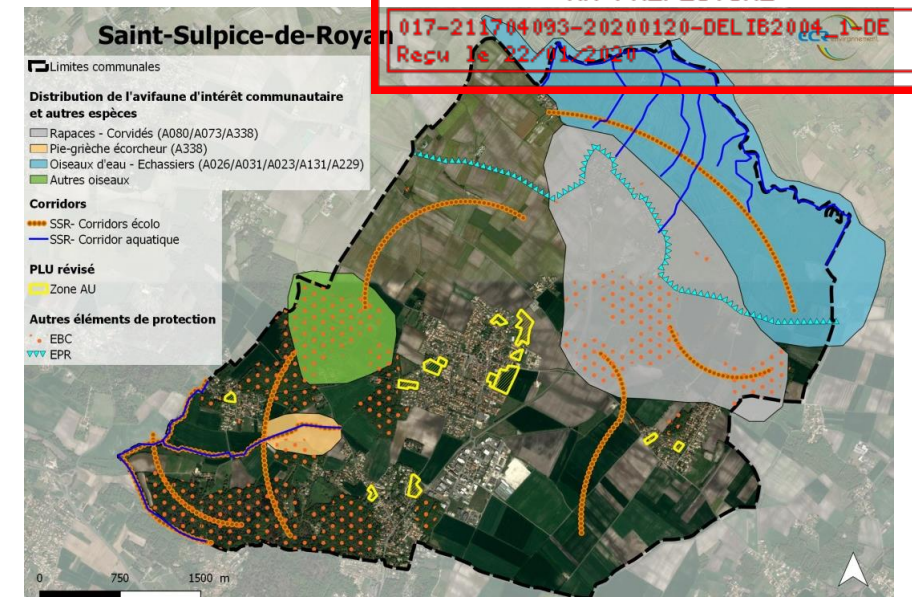 017-211704093-20200120-DELIB2004_1-DE
Reçu le 22/01/2020
Saint-Sulpice-de-Royan
Limites communales
Distribution de l'avifaune d'intérêt communautaire
et autres espèces
Rapaces - Corvidés (A080/A073/A338)
Pie-grièche écorcheur (A338)
Oiseaux d'eau - Echassiers (A026/A031/A023/A131/A229)
Autres oiseaux
Corridors
SSR- Corridors écolo
SSR- Corridor aquatique
PLU révisé
Zone AU
Autres éléments de protection
EBC
EPR
0 750 1500 m